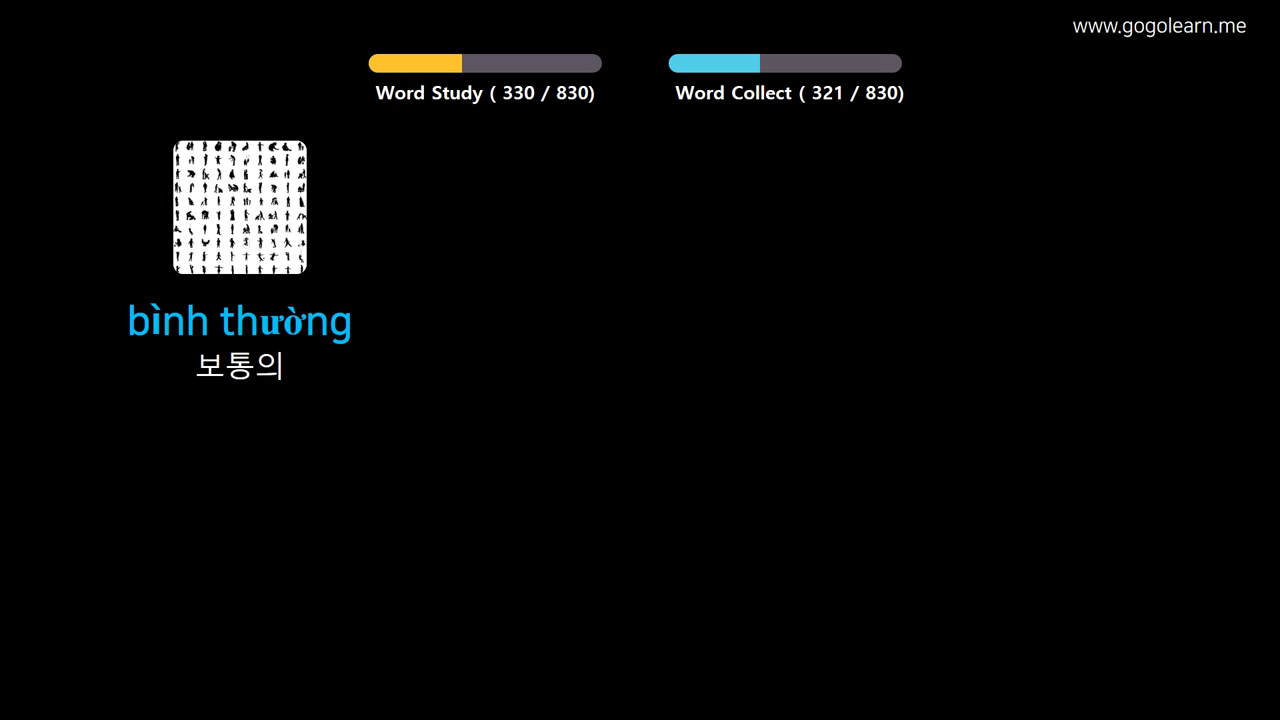 www.gogolearn.me
Word Study ( 330 / 830)
Word Collect ( 321 / 830)
bình thường
보통의